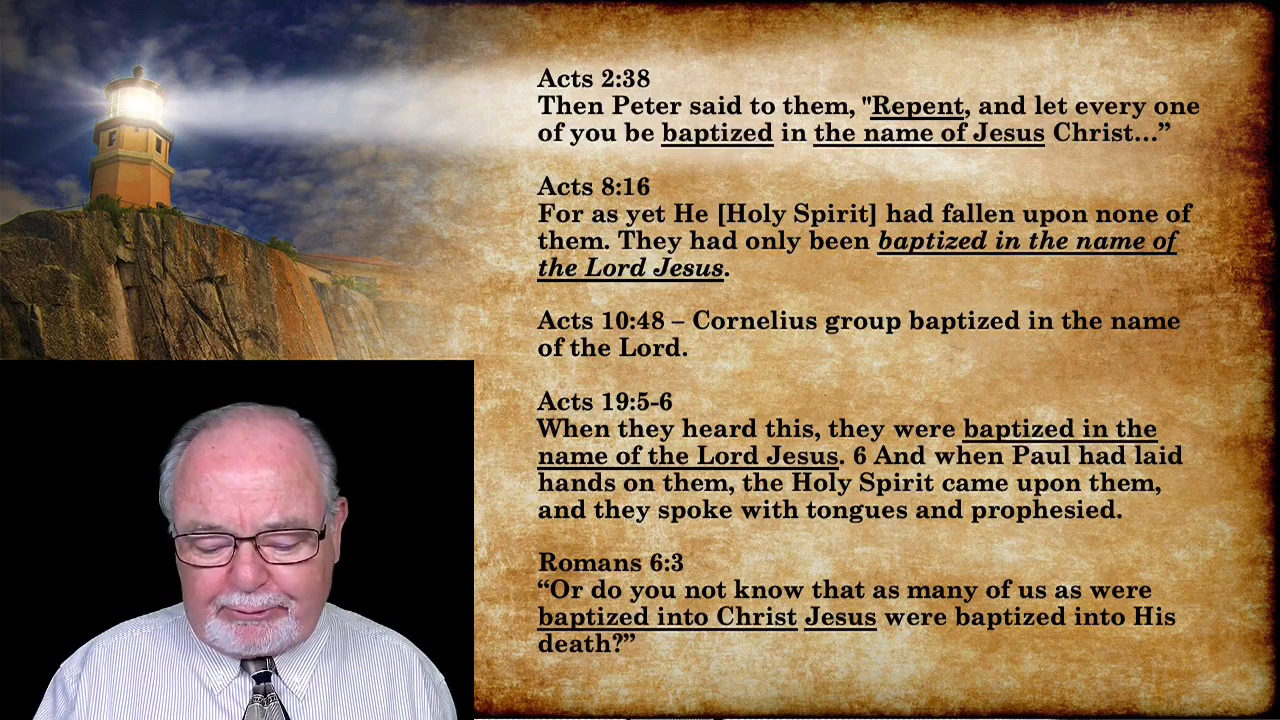 Acts 2:38
Then Peter said to them, "Repent, and let every one
of you be baptized in the name of Jesus Christ…”
Acts 8:16
For as yet He [Holy Spirit] had fallen upon none of
them. They had only been baptized in the name of
the Lord Jesus.
Acts 10:48 – Cornelius group baptized in the name
of the Lord.
Acts 19:5-6
When they heard this, they were baptized in the
name of the Lord Jesus. 6 And when Paul had laid
hands on them, the Holy Spirit came upon them,
and they spoke with tongues and prophesied.
Romans 6:3
“Or do you not know that as many of us as were
baptized into Christ Jesus were baptized into His
death?”